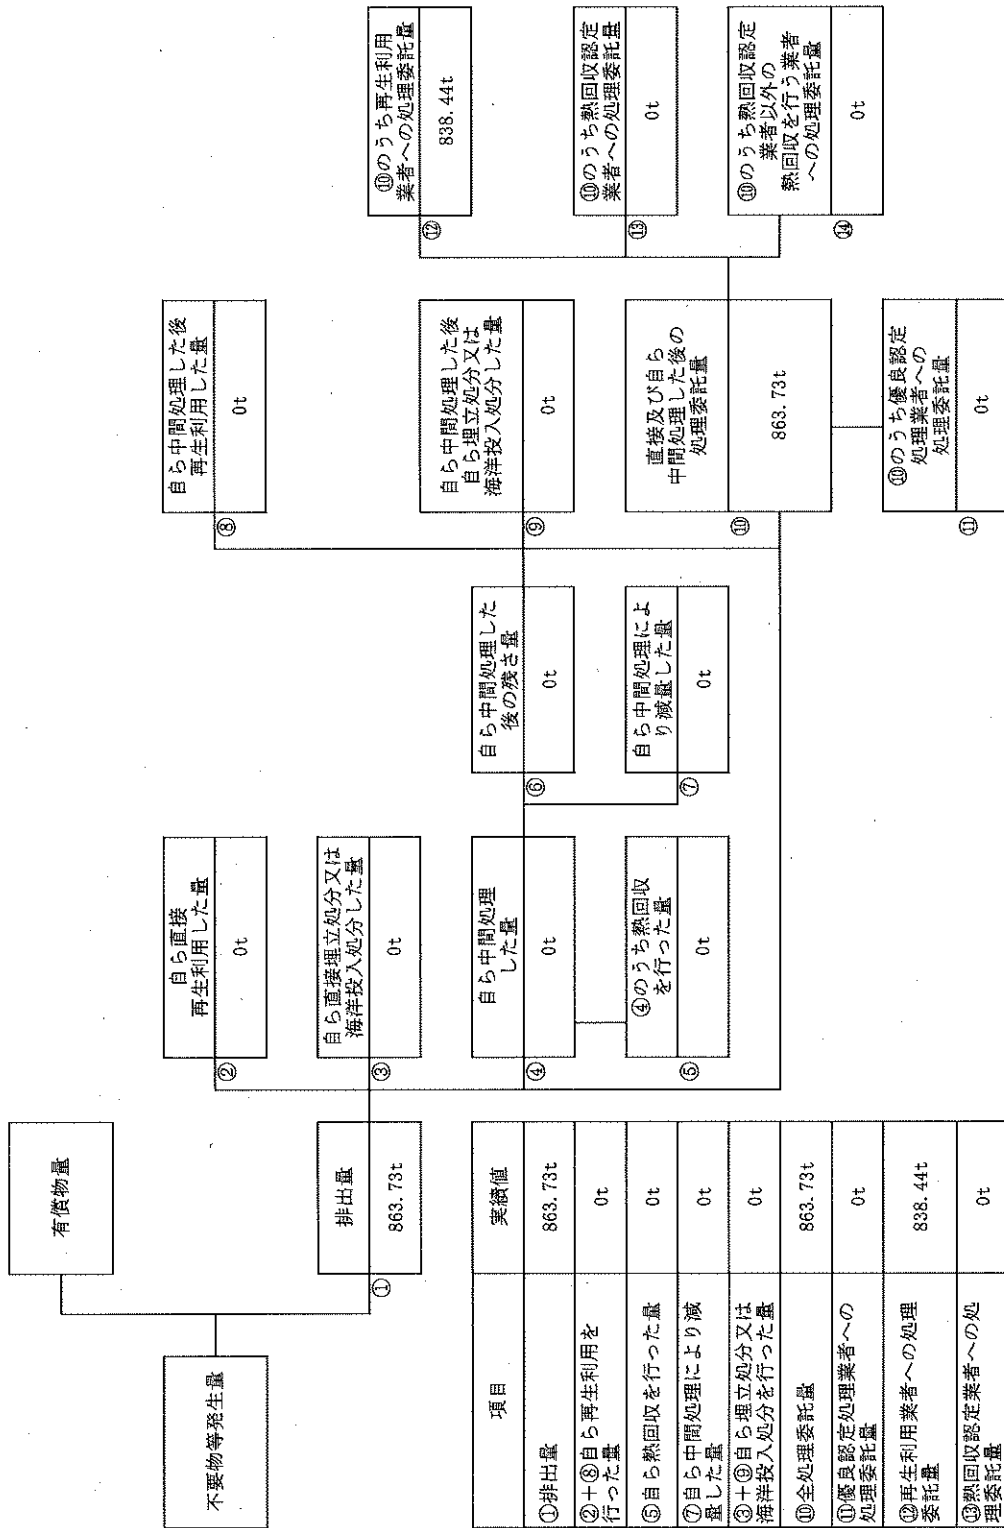 不要物等発生量
有償物量
排出量
①
863.73t
自ら直接
再生利用した量
②
0t
自ら直接埋立処分又は
海洋投入処分した量
③
0t
自ら中間処理
した量
④
0t
④のうち熱回収
を行った量
⑤
0t
自ら中間処理した
後の残さ量
⑥
0t
自ら中間処理によ
り減量した量
⑦
0t
自ら中間処理した後
再生利用した量
⑧
0t
自ら中間処理した後
自ら埋立処分又は
海洋投入処分した量
⑨
0t
直接及び自ら
中間処理した後の
処理委託量
⑩
863.73t
⑩のうち優良認定
処理業者への
処理委託量
⑪
0t
⑩のうち再生利用
業者への処理委託量
⑫
838.44t
⑩のうち熱回収認定
業者への処理委託量
⑬
0t
⑩のうち熱回収認定
業者以外の
熱回収を行う業者
への処理委託量
⑭
0t
項目
実績値
①排出量
863.73t
②+⑧自ら再生利用を
行った量
0t
⑤自ら熱回収を行った量
0t
⑦自ら中間処理により減
量した量
0t
③+⑨自ら埋立処分又は
海洋投入処分を行った量
0t
⑩全処理委託量
863.73t
⑪優良認定処理業者への
処理委託量
0t
⑫再生利用業者への処理
委託量
838.44t
⑬熱回収認定業者への処
理委託量
0t